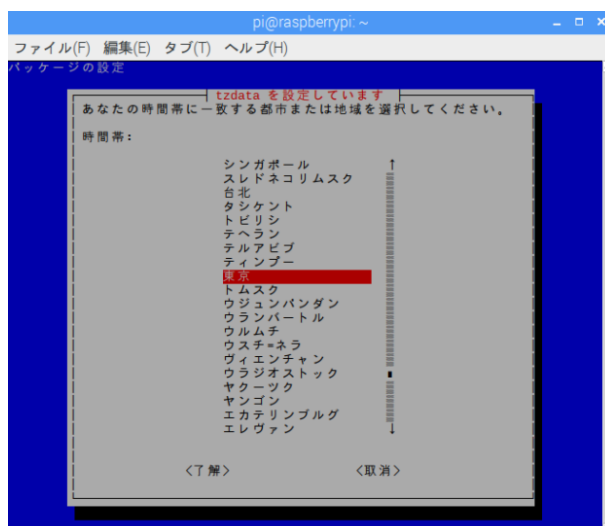 pi@raspberrypi: ~
ファイル(F) 編集(E) タブ(T) ヘルプ(H)
パッケージの設定
tzdata を設定しています
あなたの時間帯に一致する都市または地域を選択してください。
時間帯:
シンガポール
スレドネコリムスク
台北
タシケント
トビリシ
テヘラン
テルアビブ
ティンプー
東京
トムスク
ウジュンパンダン
ウランバートル
ウルムチ
ウスチ=ネラ
ヴィエンチャン
ウラジオストック
ヤクーツク
ヤンゴン
エカテリンブルグ
エレヴァン
<了解> <取消>